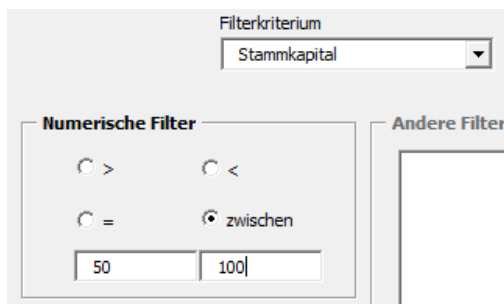 Filterkriterium
Stammkapital
Numerische Filter
Andere Filter
>
<
=
zwischen
50
100